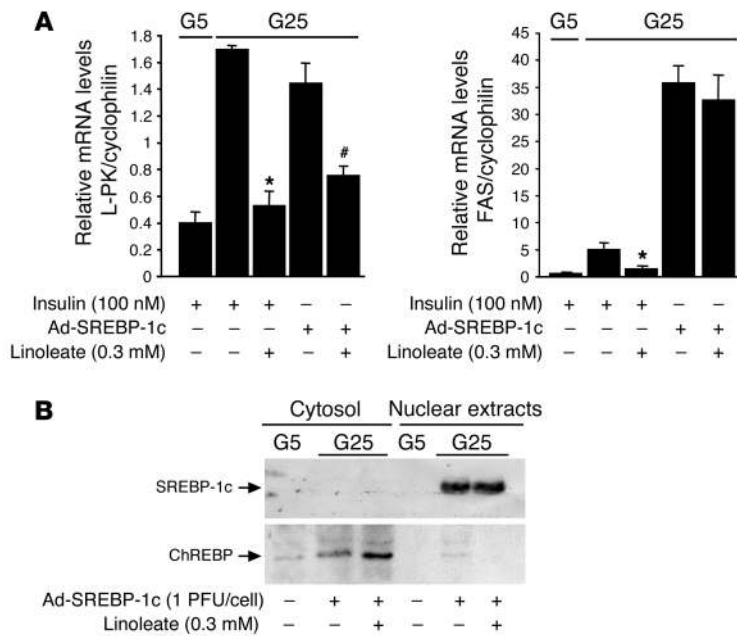 A
G5 G25
Relative mRNA levels
L-PK/cyclophilin
1.8
1.6
1.4
1.2
1
0.8
0.6
0.4
0.2
0
*
#
Insulin (100 nM) + + + – –
Ad-SREBP-1c – – – + +
Linoleate (0.3 mM) – – + – +
G5 G25
Relative mRNA levels
FAS/cyclophilin
45
40
35
30
25
20
15
10
5
0
*
Insulin (100 nM) + + + – –
Ad-SREBP-1c – – – + +
Linoleate (0.3 mM) – – + – +
B
Cytosol Nuclear extracts
G5 G25 G5 G25
SREBP-1c
ChREBP
Ad-SREBP-1c (1 PFU/cell) – + + – + +
Linoleate (0.3 mM) – – + – – +